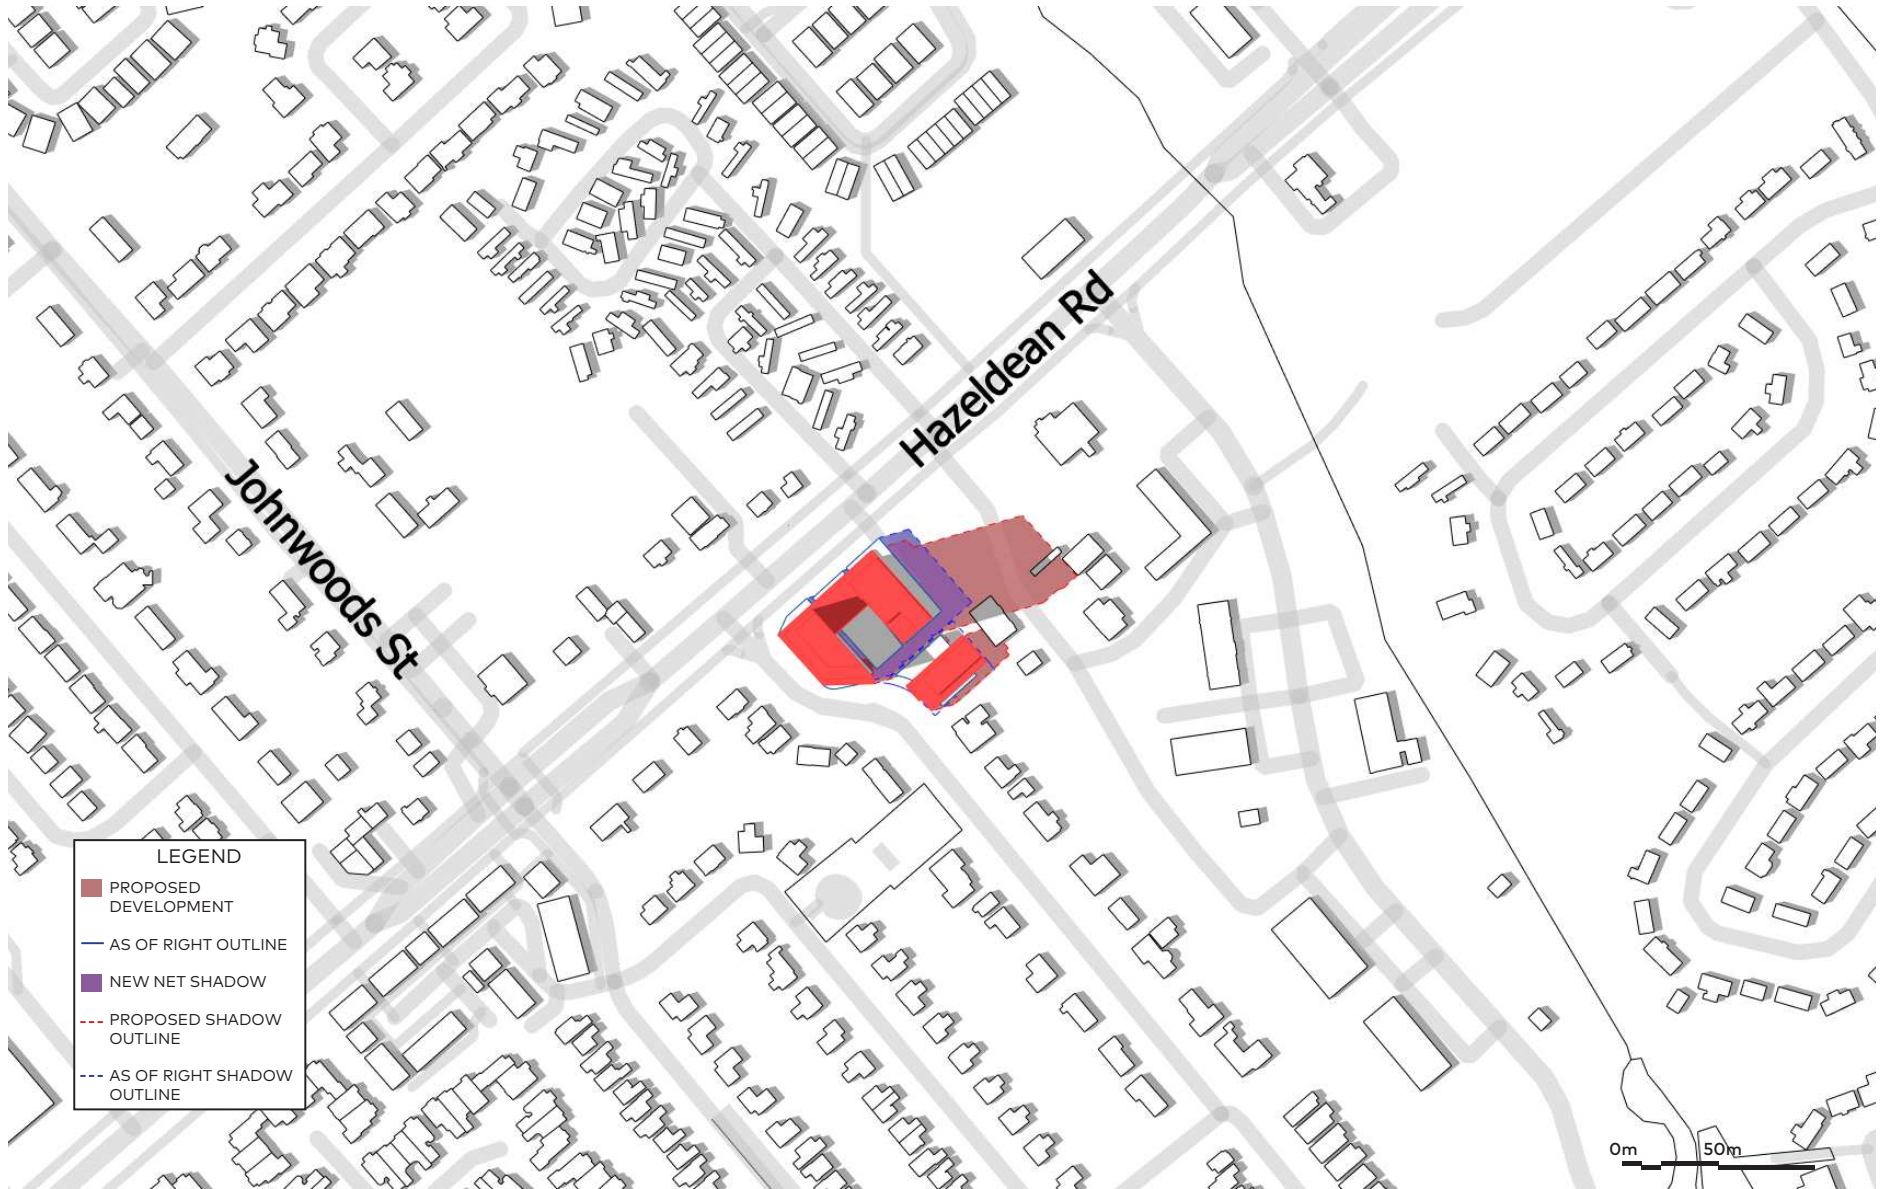 Hazeldean Rd
Johnwoods St
LEGEND
PROPOSED
DEVELOPMENT
AS OF RIGHT OUTLINE
NEW NET SHADOW
PROPOSED SHADOW
OUTLINE
AS OF RIGHT SHADOW
OUTLINE
0m 50m